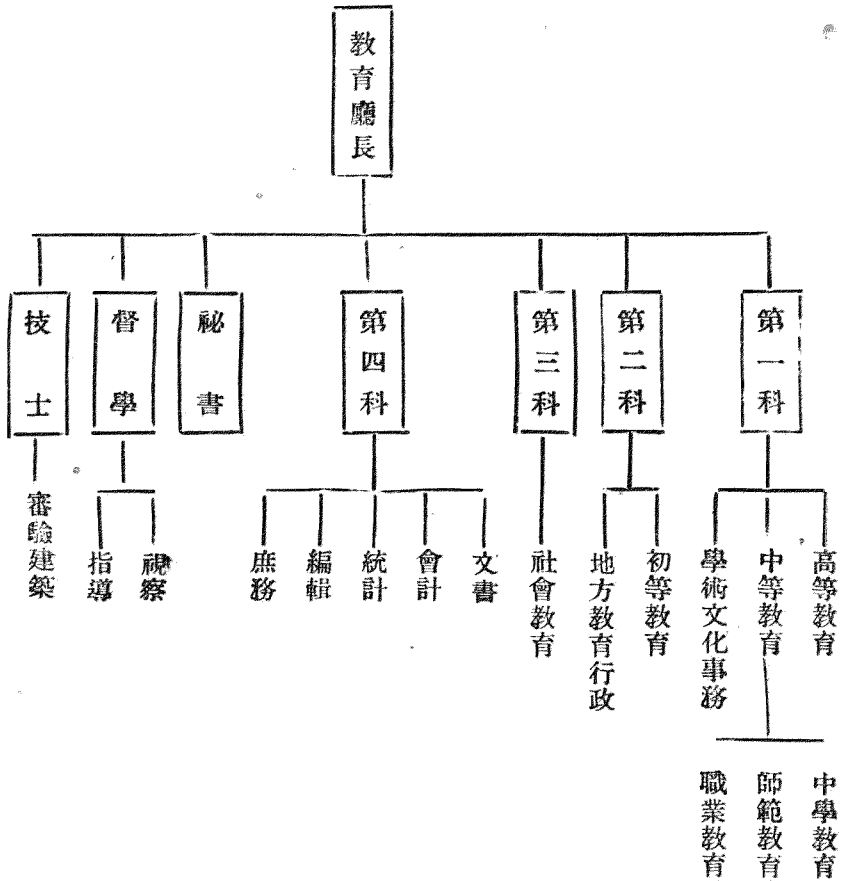 教育廳長
第一科
第二科
第三科
第四科
祕書
督學
技士
高等教育
中等教育
學術文化事務
初等教育
地方教育行政
社會教育
文書
會計
統計
編輯
庶務
視察
指導
審驗建築
中學教育
師範教育
職業教育